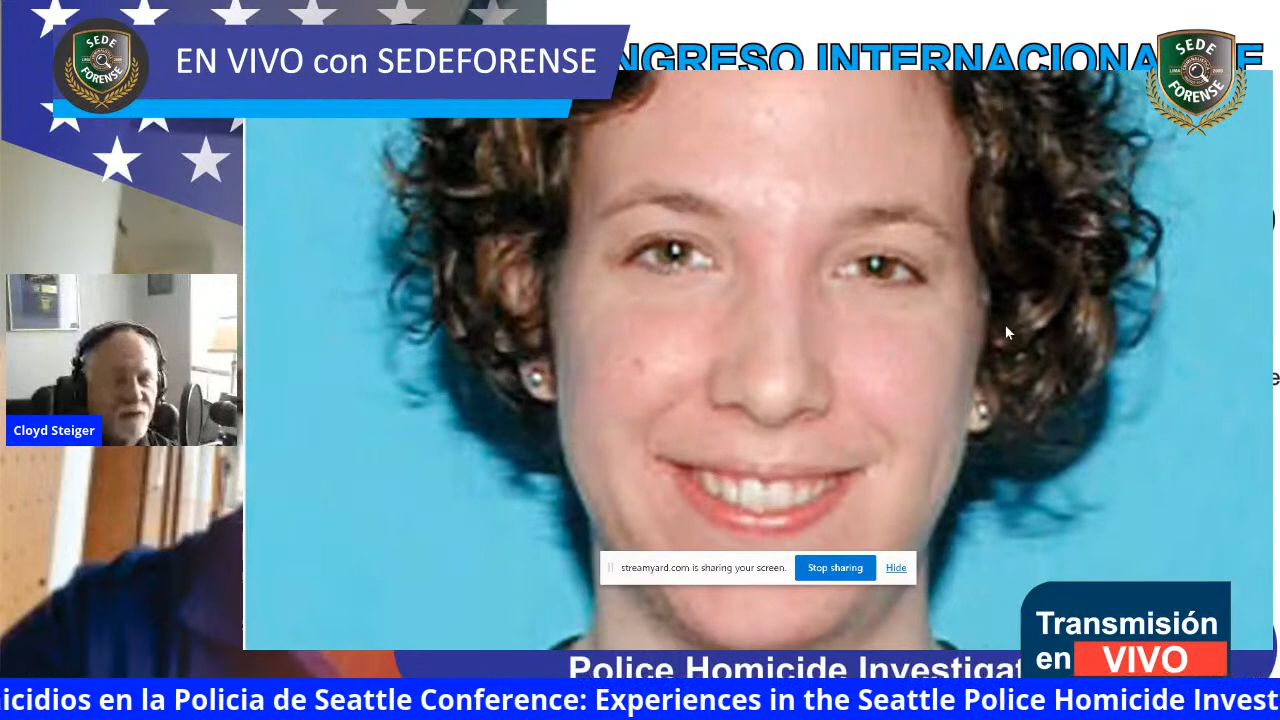 EN VIVO con SEDEFORENSE
NGRESO INTERNACIONA
E
SEDE
FORENSE
SEDE
FORENSE
e
Cloyd Steiger
streamyard.com is sharing your screen.
Stop sharing
Hide
Transmisión
en VIVO
Police Homicide Investigat
icidios en la Policia de Seattle Conference: Experiences in the Seattle Police Homicide Invest